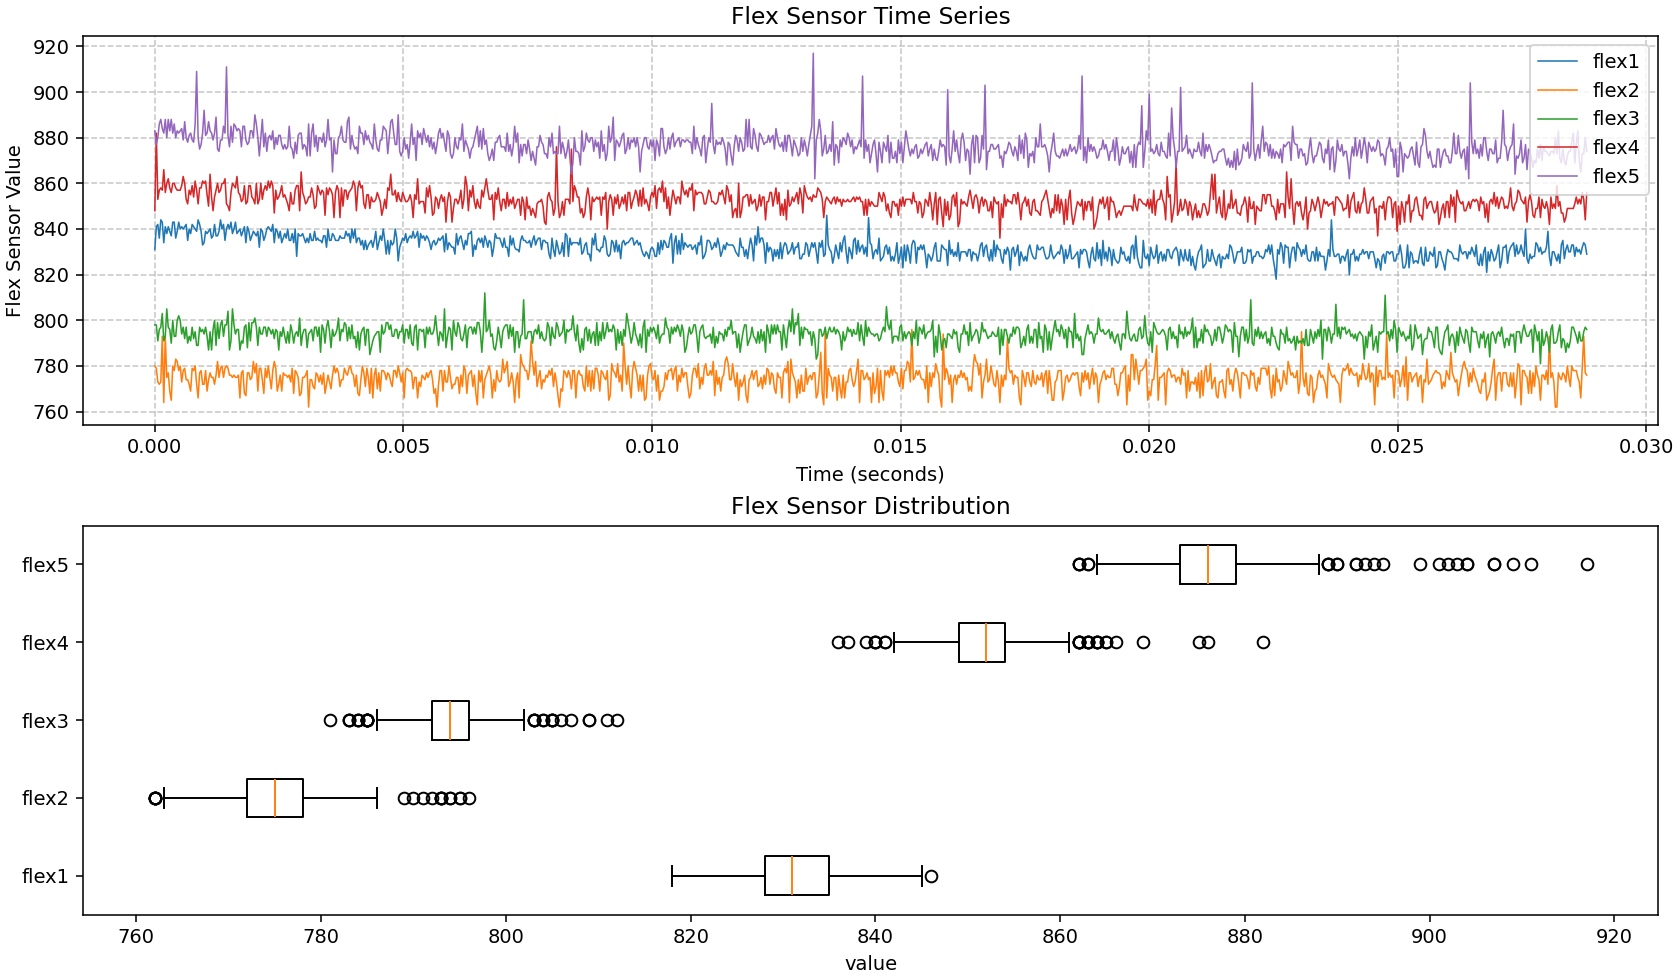 Flex Sensor Time Series
Flex Sensor Value
920
900
880
860
840
820
800
780
760
flex1
flex2
flex3
flex4
flex5
0.000 0.005 0.010 0.015 0.020 0.025 0.030
Time (seconds)
Flex Sensor Distribution
flex5
flex4
flex3
flex2
flex1
760 780 800 820 840 860 880 900 920
value